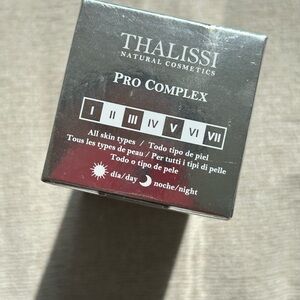 THALISSI
NATURAL COSMETICS
PRO COMPLEX
I II III IV V VI VII
All skin types / Todo tipo de piel
Tous les types de peau / Per tutti i tipi di pelle
Todo o tipo de pele
día/day noche/night